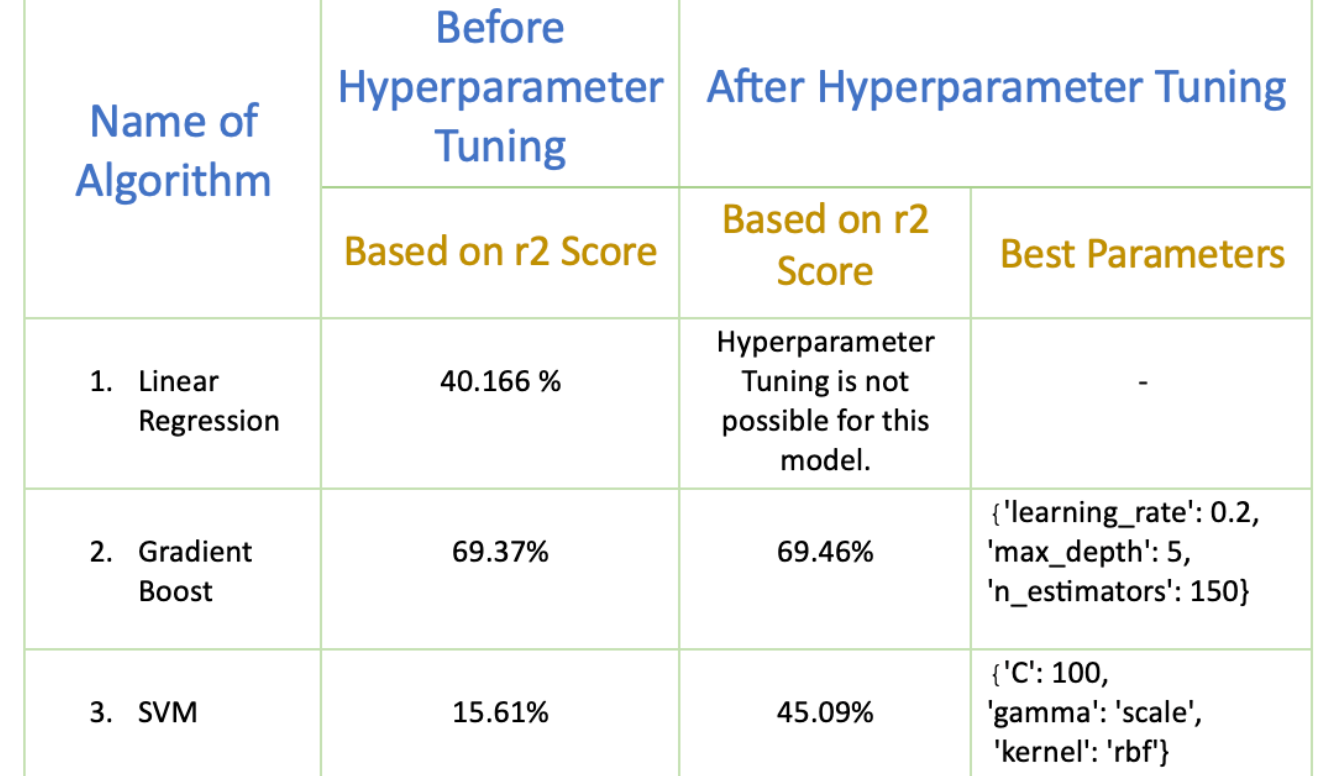 Name of
Algorithm
Before
Hyperparameter
Tuning
After Hyperparameter Tuning
Based on r2 Score
Based on r2
Score
Best Parameters
1. Linear
Regression
40.166 %
Hyperparameter
Tuning is not
possible for this
model.
-
2. Gradient
Boost
69.37%
69.46%
{'learning_rate': 0.2,
'max_depth': 5,
'n_estimators': 150}
3. SVM
15.61%
45.09%
{'C': 100,
'gamma': 'scale',
'kernel': 'rbf'}